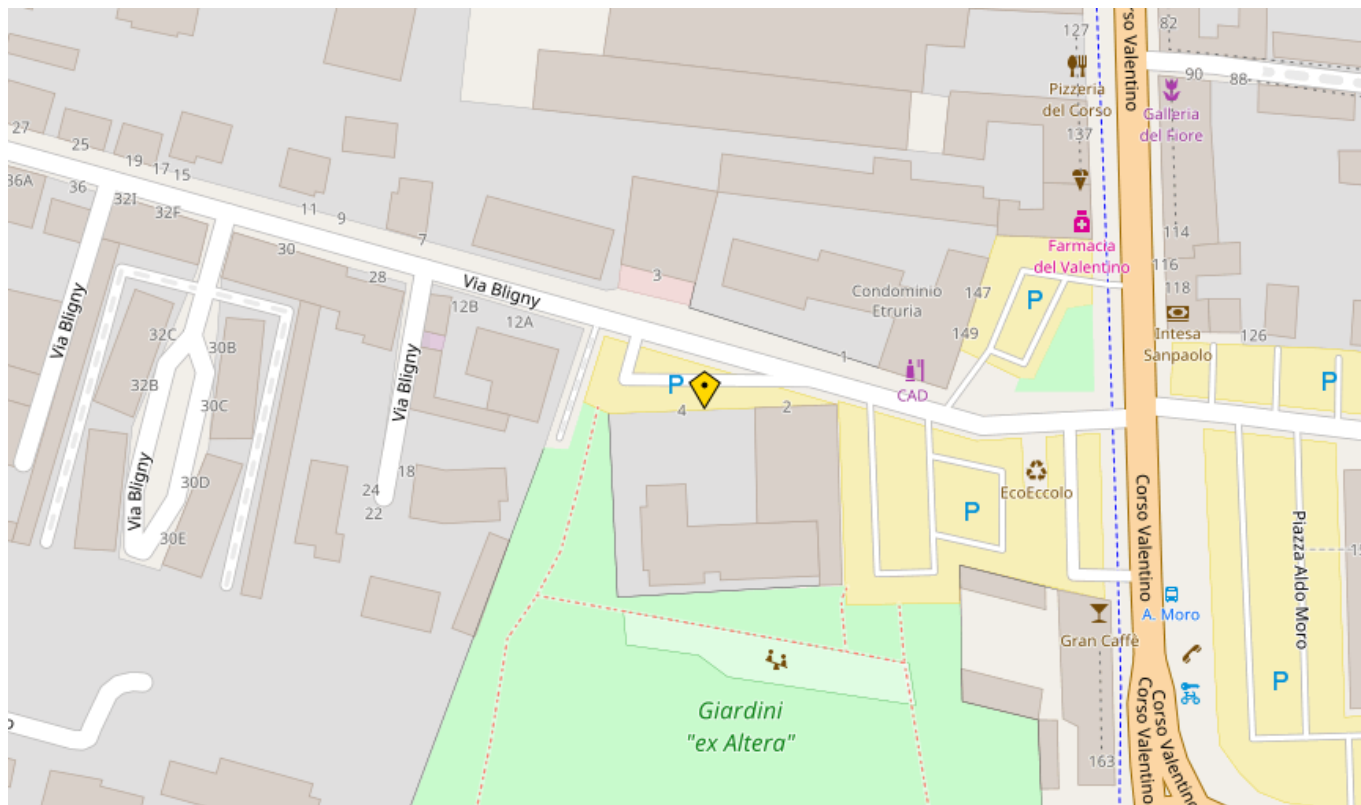 127
82
rso Valentino
Pizzeria
del Corso
90
88
Galleria
del Fiore
137
27
25
19
17
15
36A
36
32I
32F
11
9
7
114
Farmacia
del Valentino
116
118
30
28
3
Via Bligny
Condominio
Etruria
147
149
P
12B
12A
Via Bligny
32C
30B
1
Intesa
Sanpaolo
126
32B
30C
Via Bligny
P
4
2
CAD
P
Via Bligny
30D
18
24
22
30E
EcoEccolo
P
Corso Valentino
Piazza Aldo Moro
A. Moro
Gran Caffè
Giardini
"ex Altera"
P
Corso Valentino
Corso Valentino
163